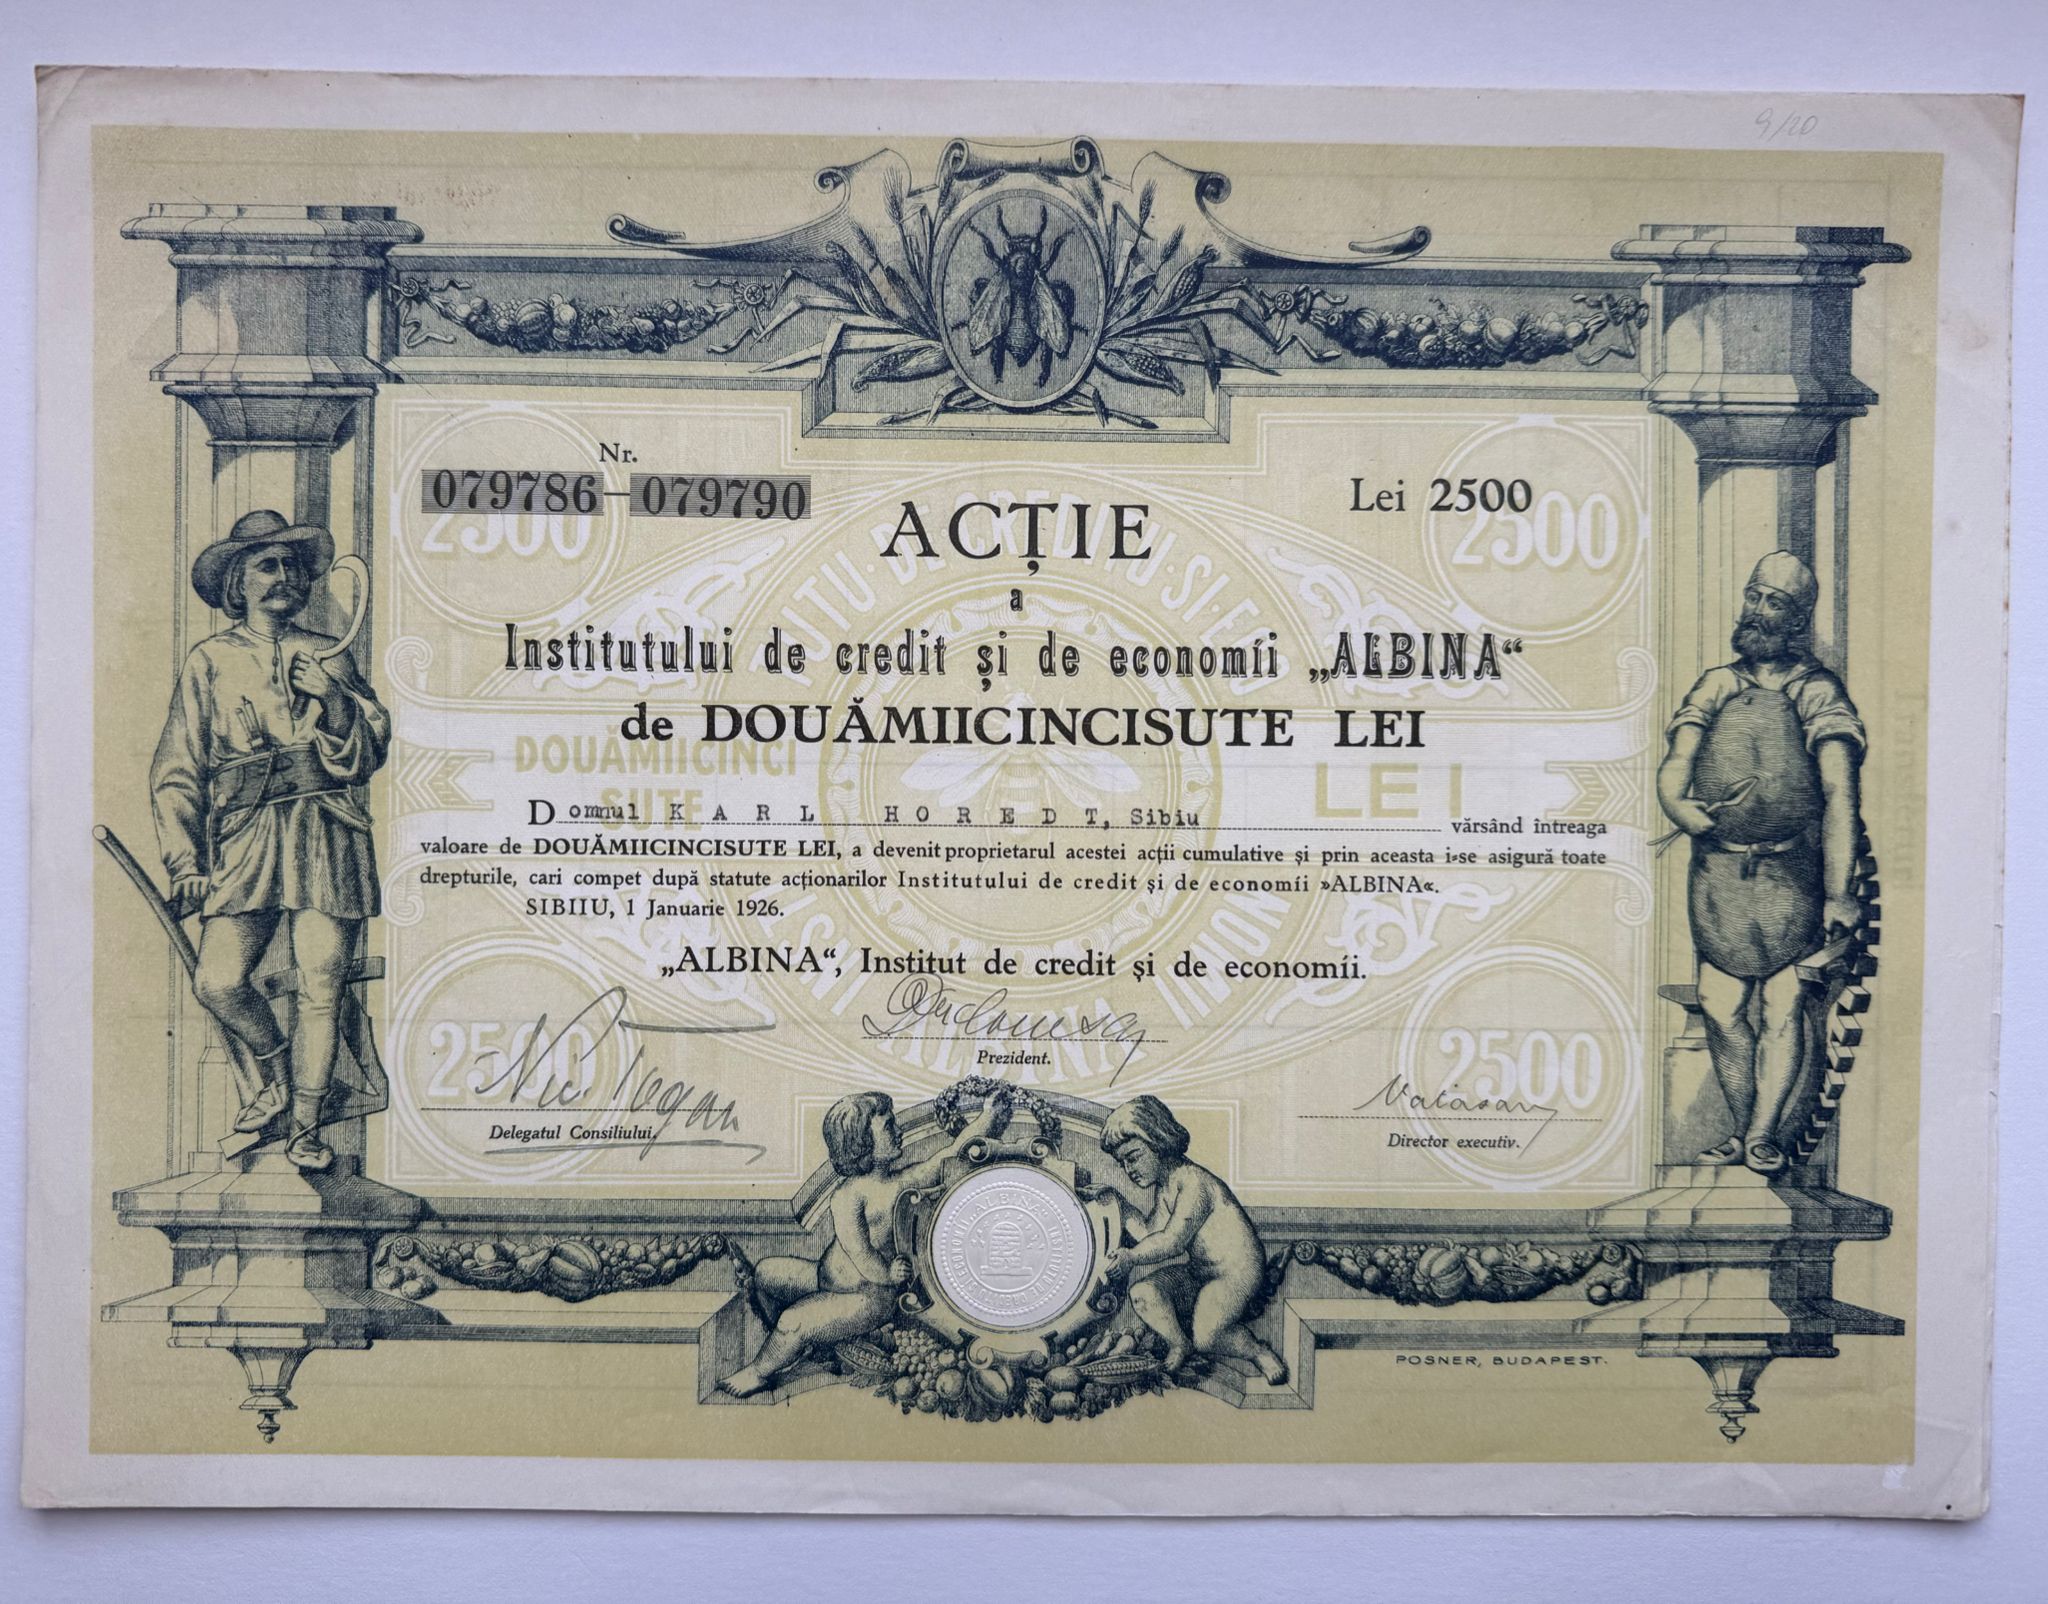 9/20
Nr.
079786—079790
Lei 2500
ACȚIE
a
Institutului de credit și de economíi „ALBINA“
de DOUĂMIICINCISUTE LEI
Domnul KARL HOREDT, Sibiu vărsând întreaga
valoare de DOUĂMIICINCISUTE LEI, a devenit proprietarul acestei acții cumulative și prin aceasta i-se asigură toate
drepturile, cari compet după statute acționarilor Institutului de credit și de economíi »ALBINA«.
SIBIIU, 1 Januarie 1926.
„ALBINA“, Institut de credit și de economíi.
Prezident.
Delegatul Consiliului.
Director executiv.
2500
2500
DOUĂMIICINCI
SUTE
LEI
2500
2500
POSNER, BUDAPEST.